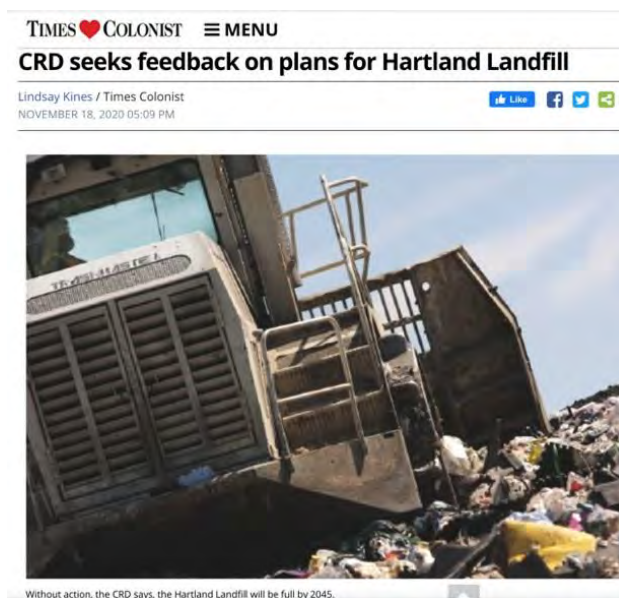 TIMES COLONIST MENU
CRD seeks feedback on plans for Hartland Landfill
Lindsay Kines / Times Colonist
Like
NOVEMBER 18, 2020 05:09 PM
TRASHMASTER
Without action, the CRD says, the Hartland Landfill will be full by 2045.